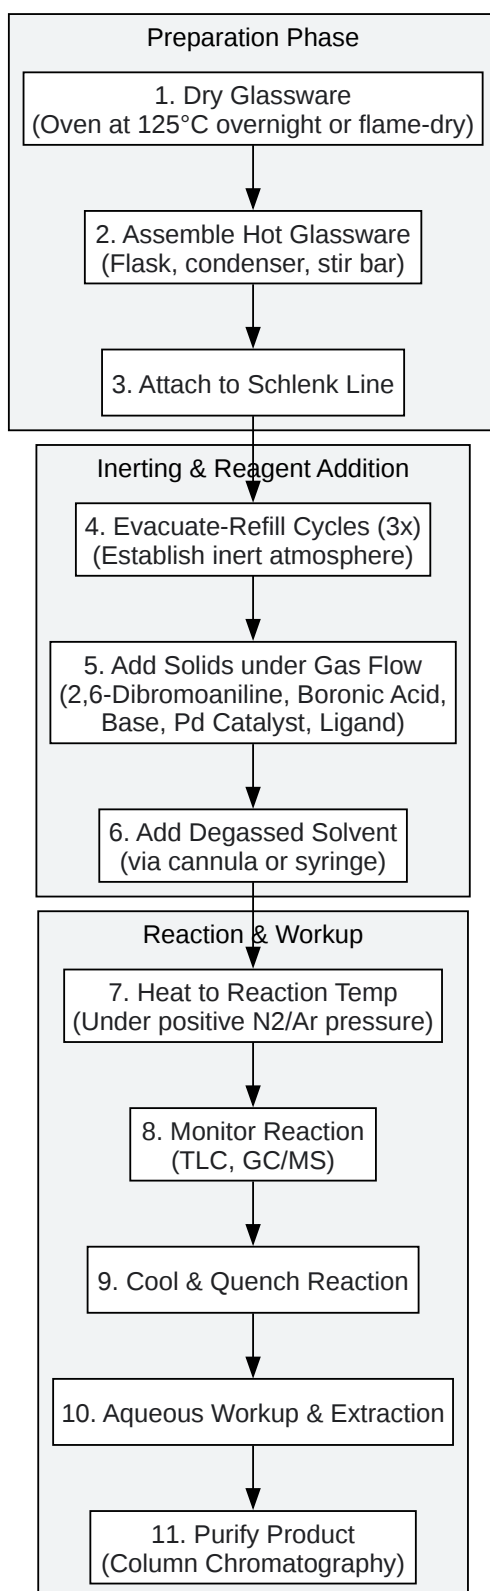 Preparation Phase
1. Dry Glassware
(Oven at 125°C overnight or flame-dry)
2. Assemble Hot Glassware
(Flask, condenser, stir bar)
3. Attach to Schlenk Line
Inerting & Reagent Addition
4. Evacuate-Refill Cycles (3x)
(Establish inert atmosphere)
5. Add Solids under Gas Flow
(2,6-Dibromoaniline, Boronic Acid,
Base, Pd Catalyst, Ligand)
6. Add Degassed Solvent
(via cannula or syringe)
Reaction & Workup
7. Heat to Reaction Temp
(Under positive N2/Ar pressure)
8. Monitor Reaction
(TLC, GC/MS)
9. Cool & Quench Reaction
10. Aqueous Workup & Extraction
11. Purify Product
(Column Chromatography)